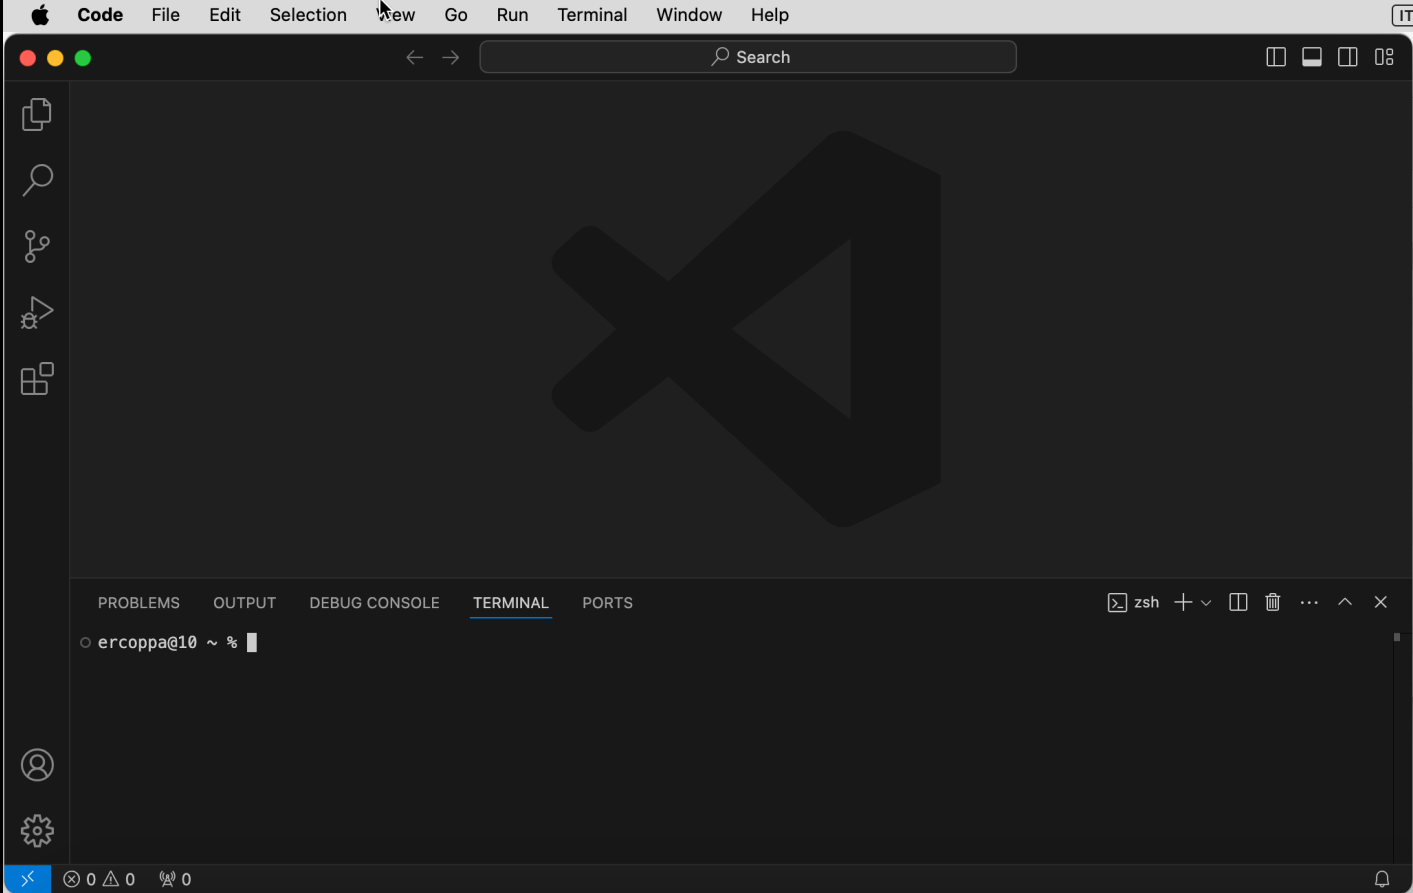 Code File Edit Selection View Go Run Terminal Window Help IT
Search
PROBLEMS OUTPUT DEBUG CONSOLE TERMINAL PORTS zsh
ercoppa@10 ~ %
0 0 0